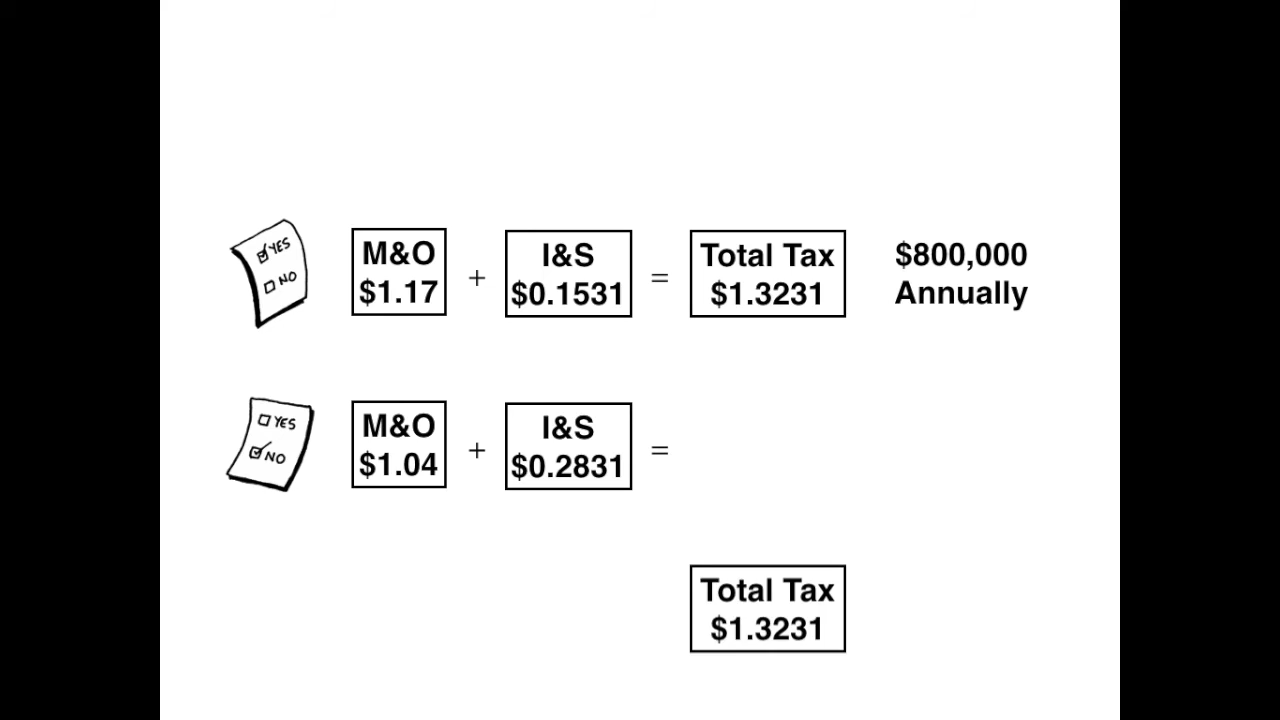 YES
NO
M&O
$1.17
+
I&S
$0.1531
=
Total Tax
$1.3231
$800,000
Annually
YES
NO
M&O
$1.04
+
I&S
$0.2831
=
Total Tax
$1.3231